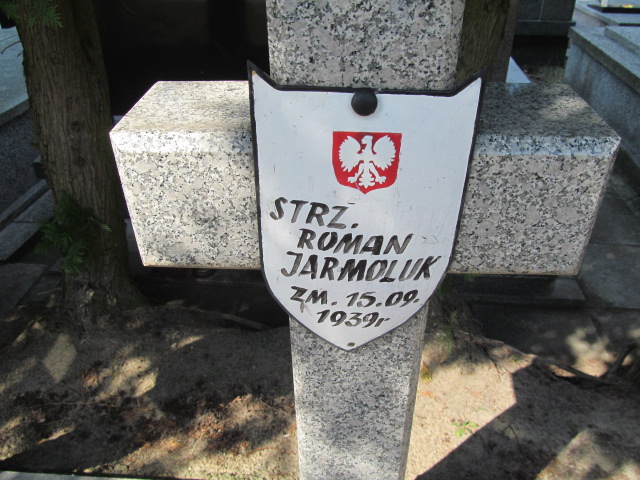 STRZ.
ROMAN
JARMOLUK
ZM. 15.09.
1939r